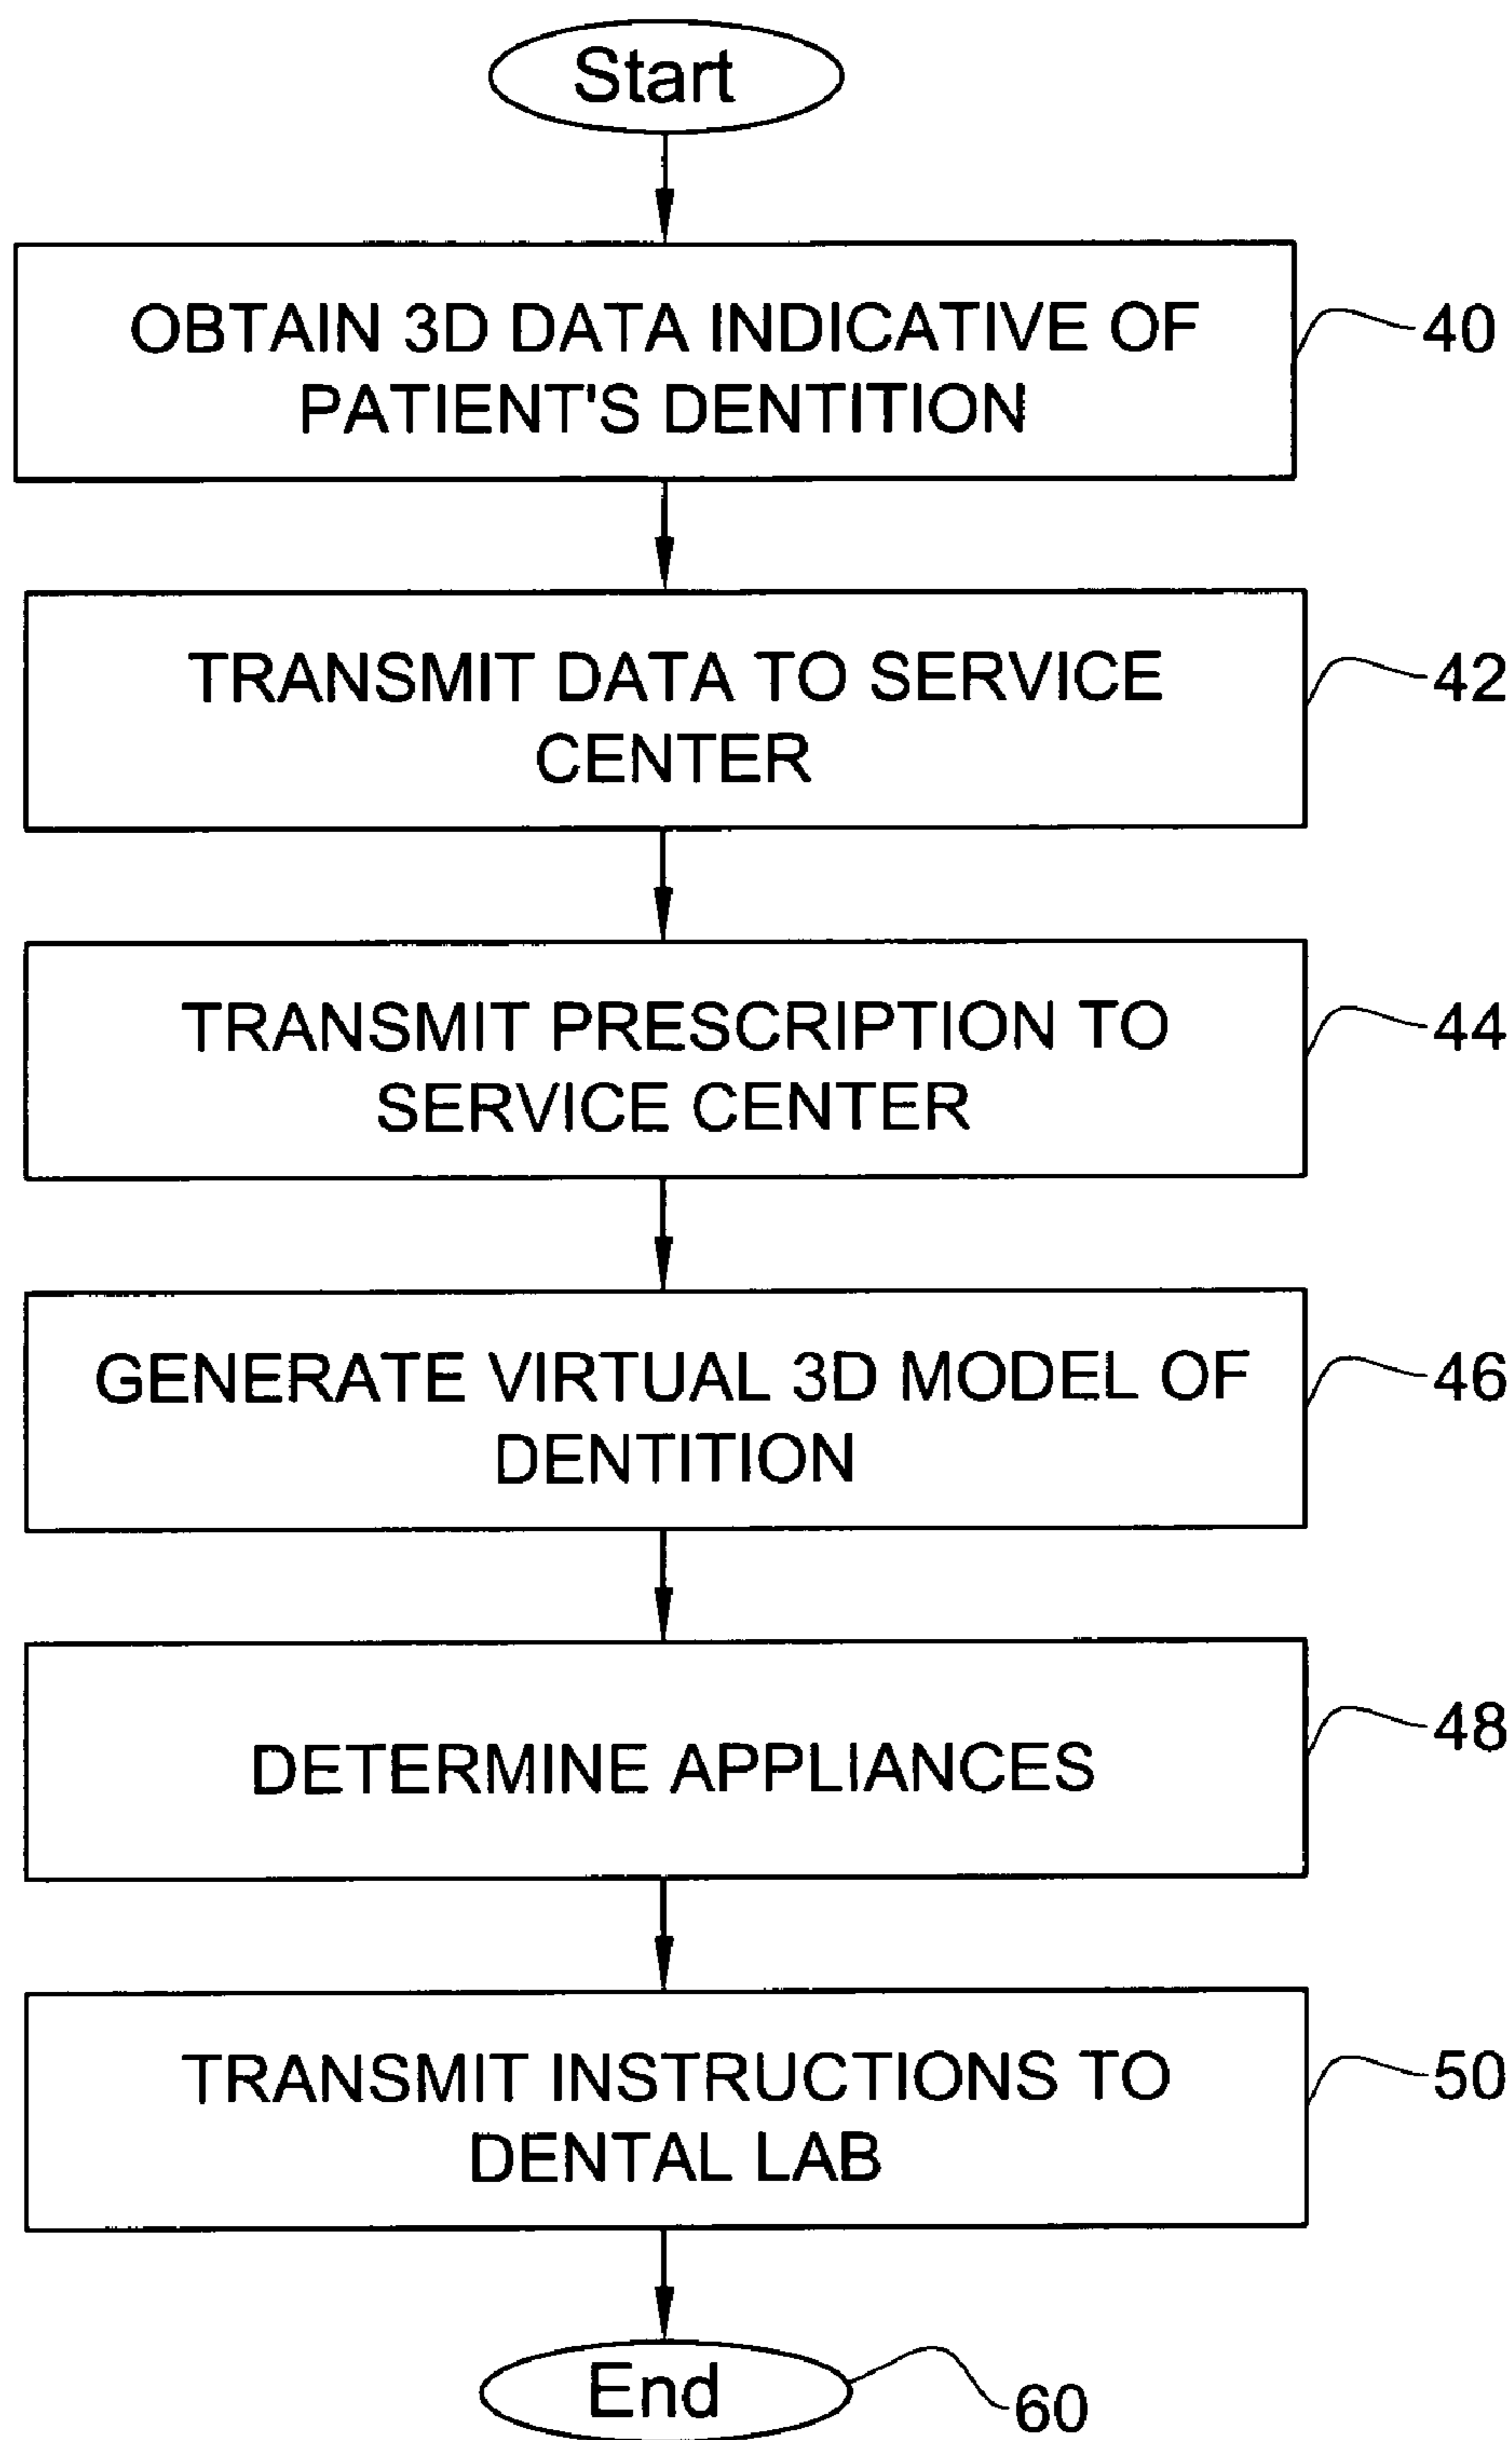 Start
OBTAIN 3D DATA INDICATIVE OF
PATIENT'S DENTITION
40
TRANSMIT DATA TO SERVICE
CENTER
42
TRANSMIT PRESCRIPTION TO
SERVICE CENTER
44
GENERATE VIRTUAL 3D MODEL OF
DENTITION
46
DETERMINE APPLIANCES
48
TRANSMIT INSTRUCTIONS TO
DENTAL LAB
50
End
60